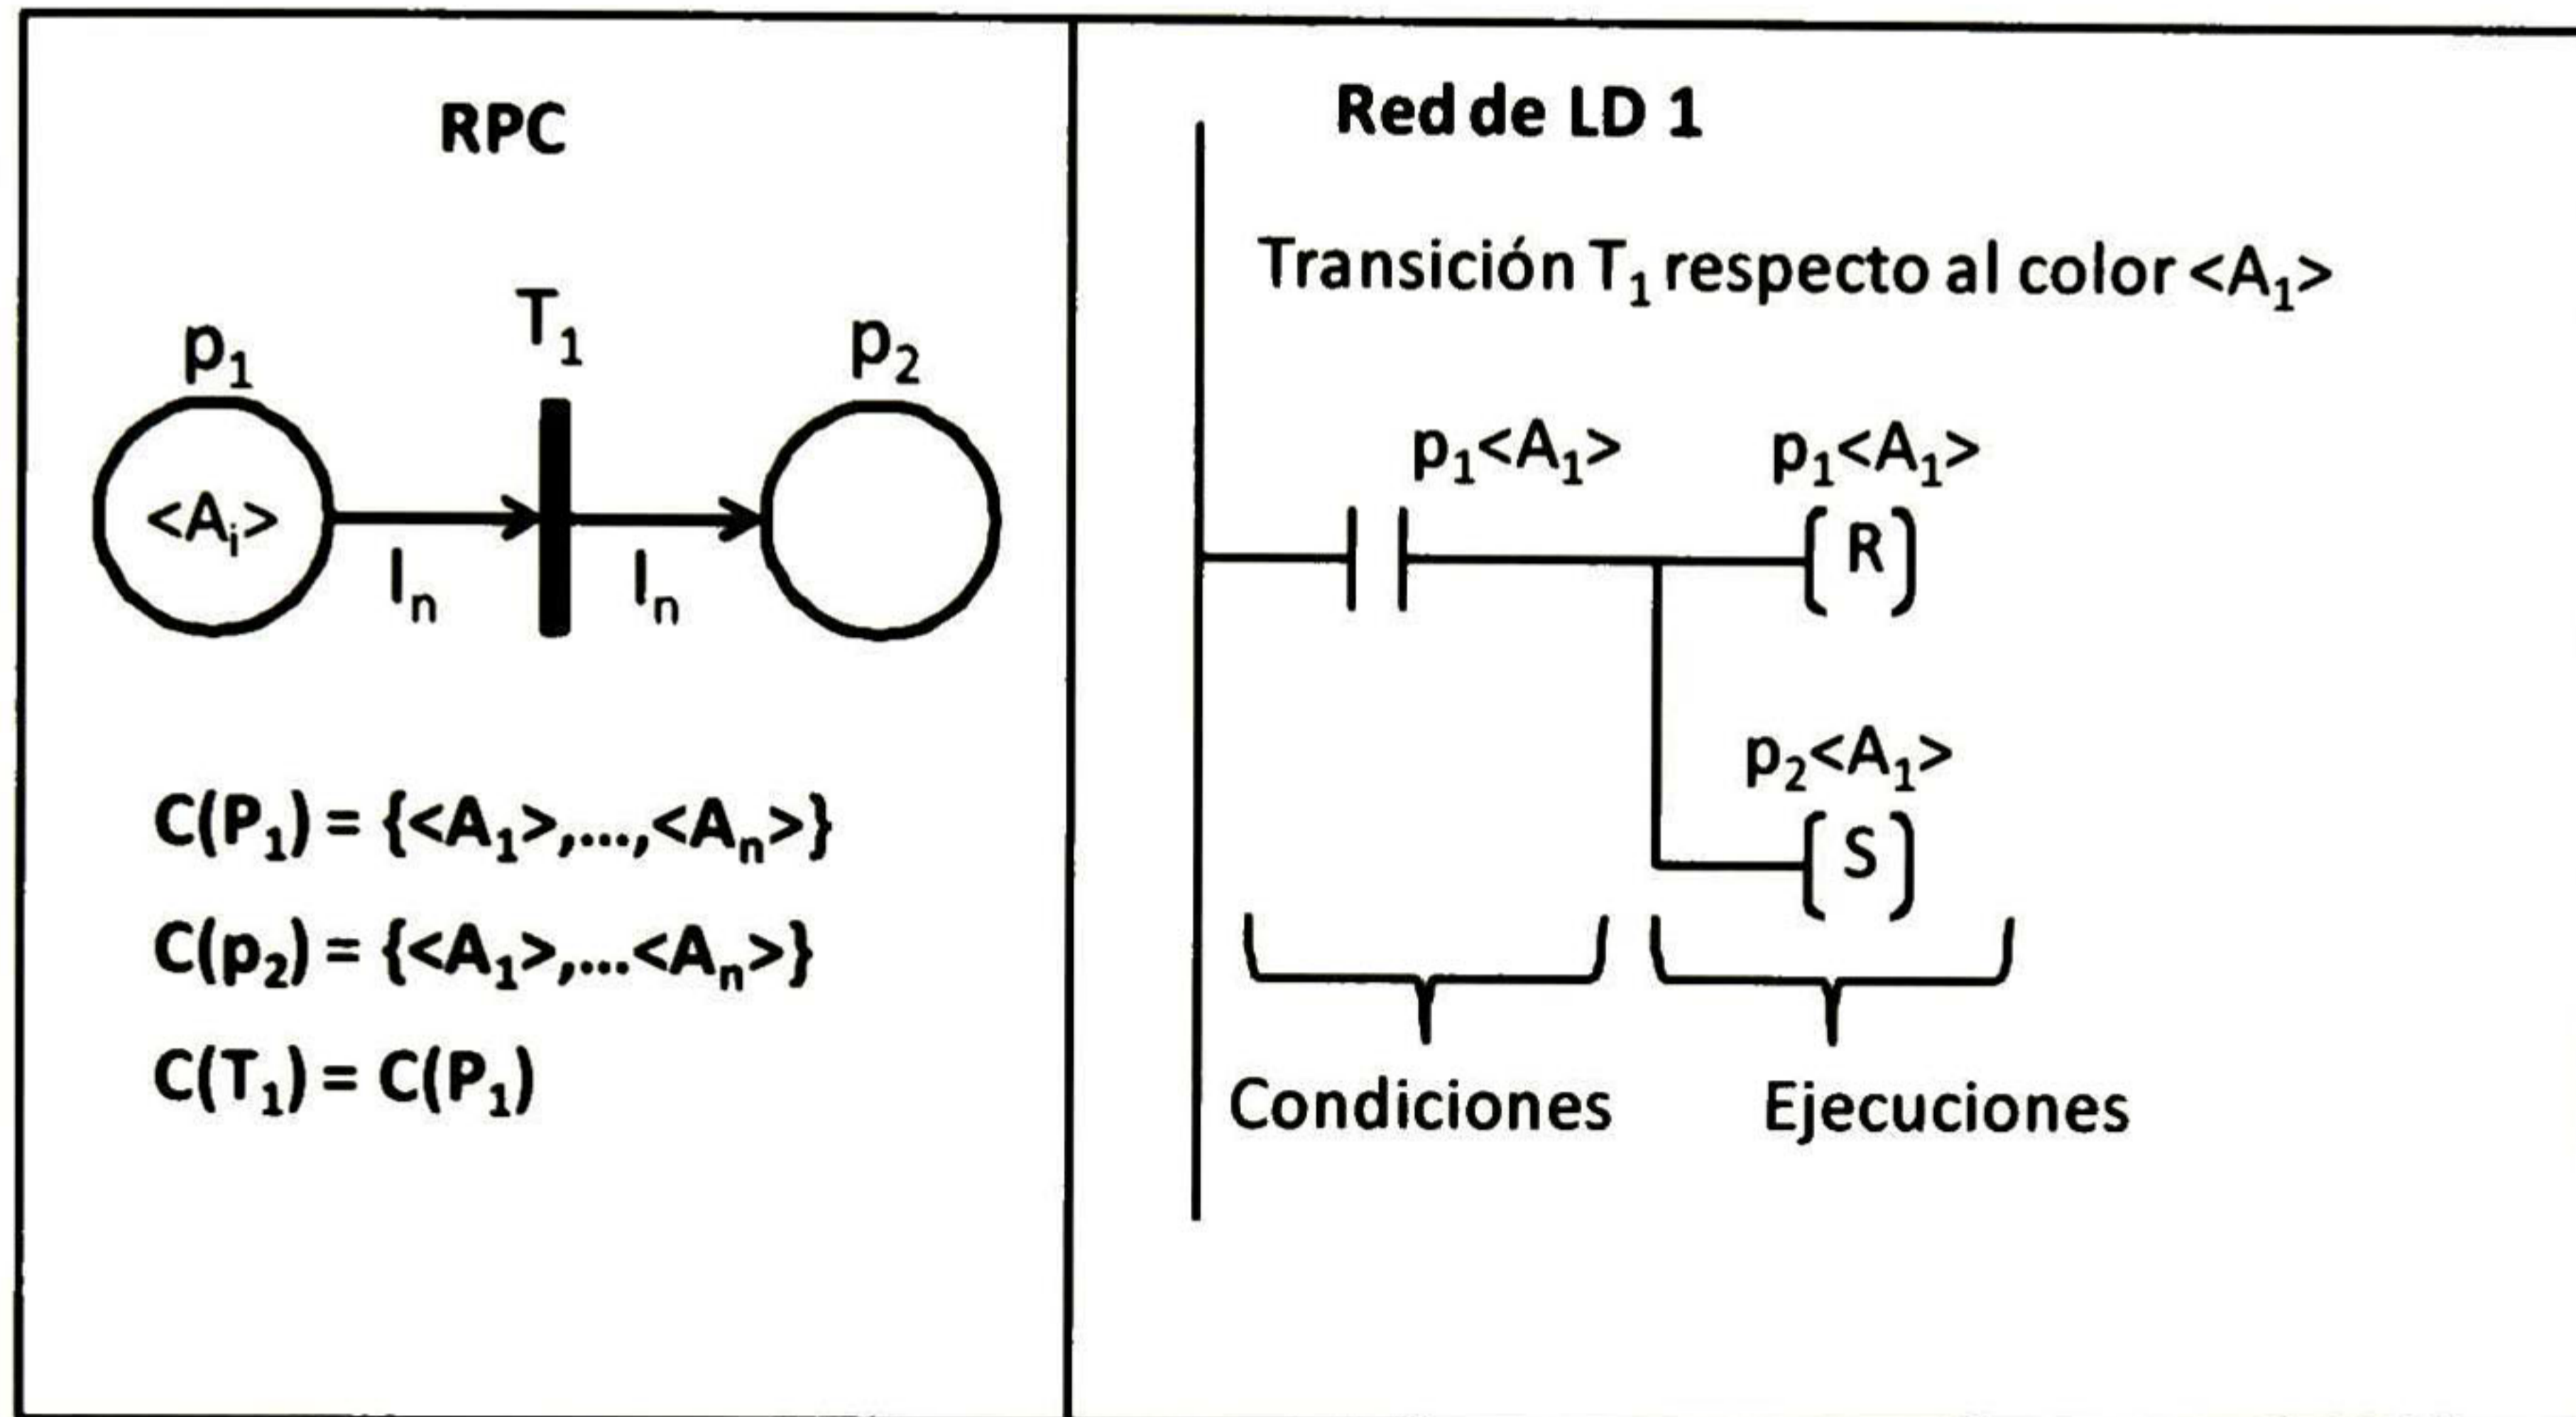 RPC
p₁
T₁
p₂
<Aᵢ>
Iₙ
Iₙ
C(P₁) = {<A₁>,...,<Aₙ>}
C(p₂) = {<A₁>,...<Aₙ>}
C(T₁) = C(P₁)
Red de LD 1
Transición T₁ respecto al color <A₁>
p₁<A₁>
p₁<A₁>
R
p₂<A₁>
S
Condiciones
Ejecuciones